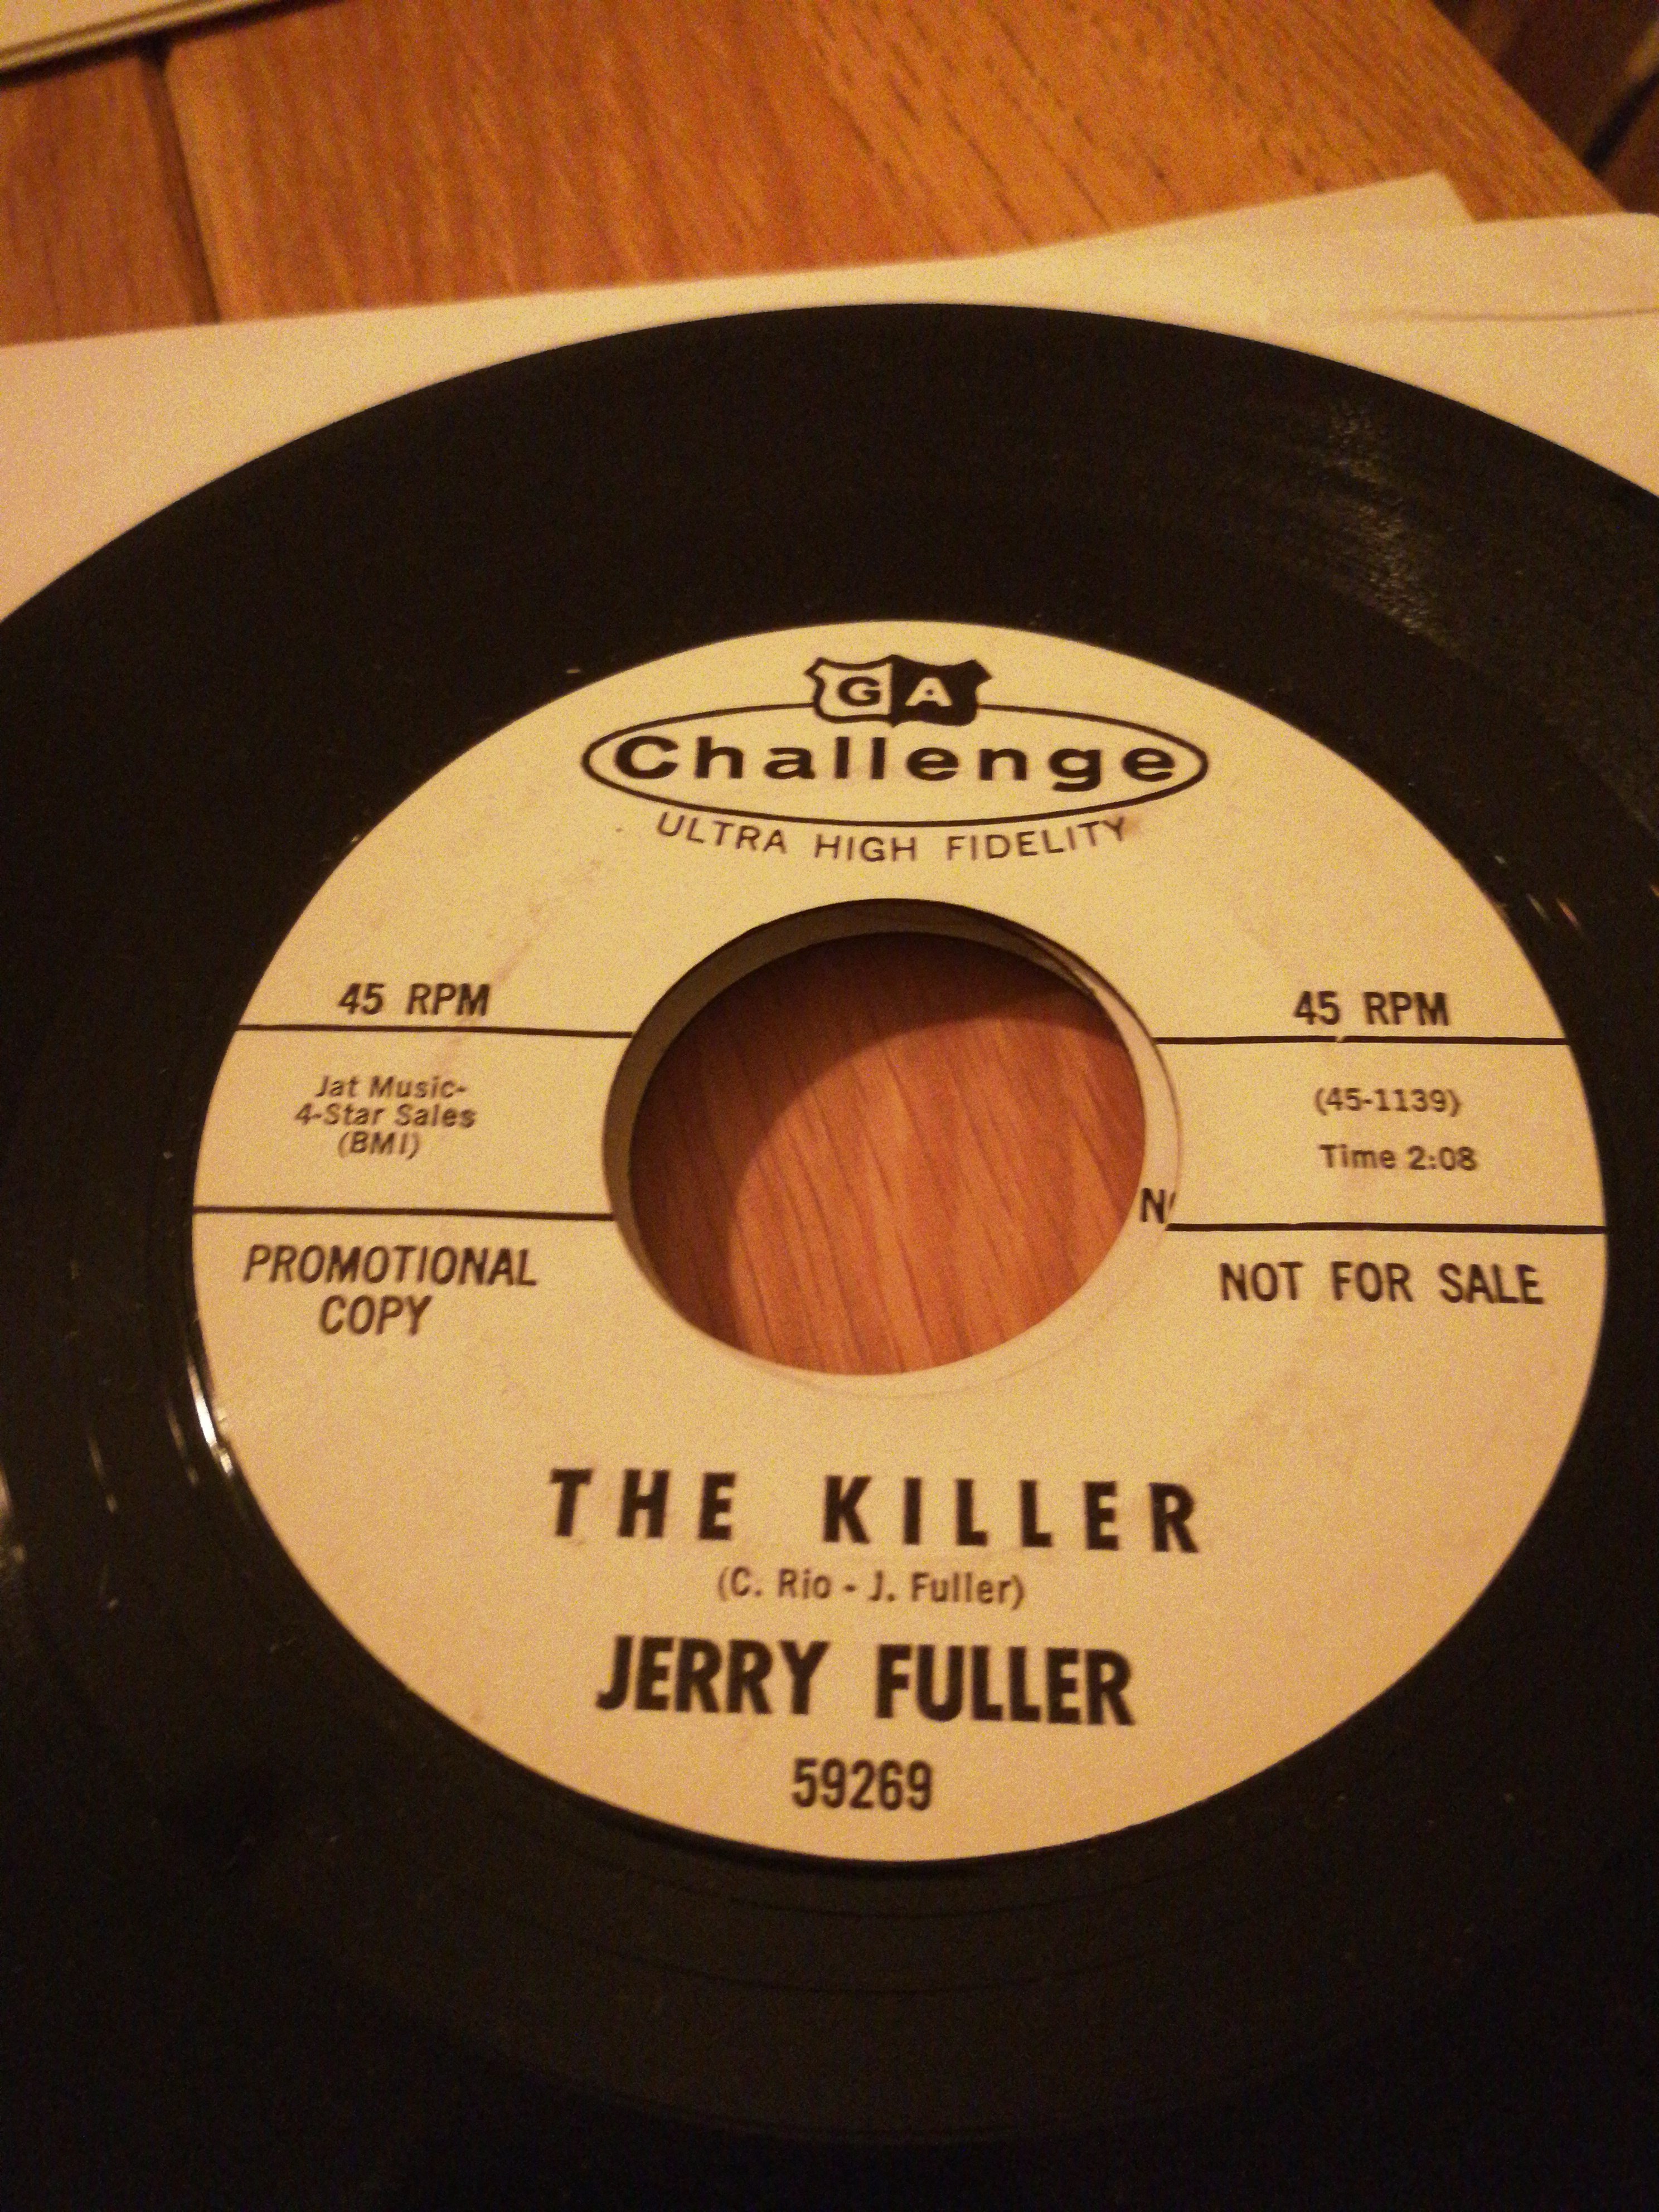 G A
Challenge
ULTRA HIGH FIDELITY
45 RPM
45 RPM
Jat Music-
4-Star Sales
(BMI)
(45-1139)
Time 2:08
PROMOTIONAL
COPY
NOT FOR SALE
THE KILLER
(C. Rio - J. Fuller)
JERRY FULLER
59269